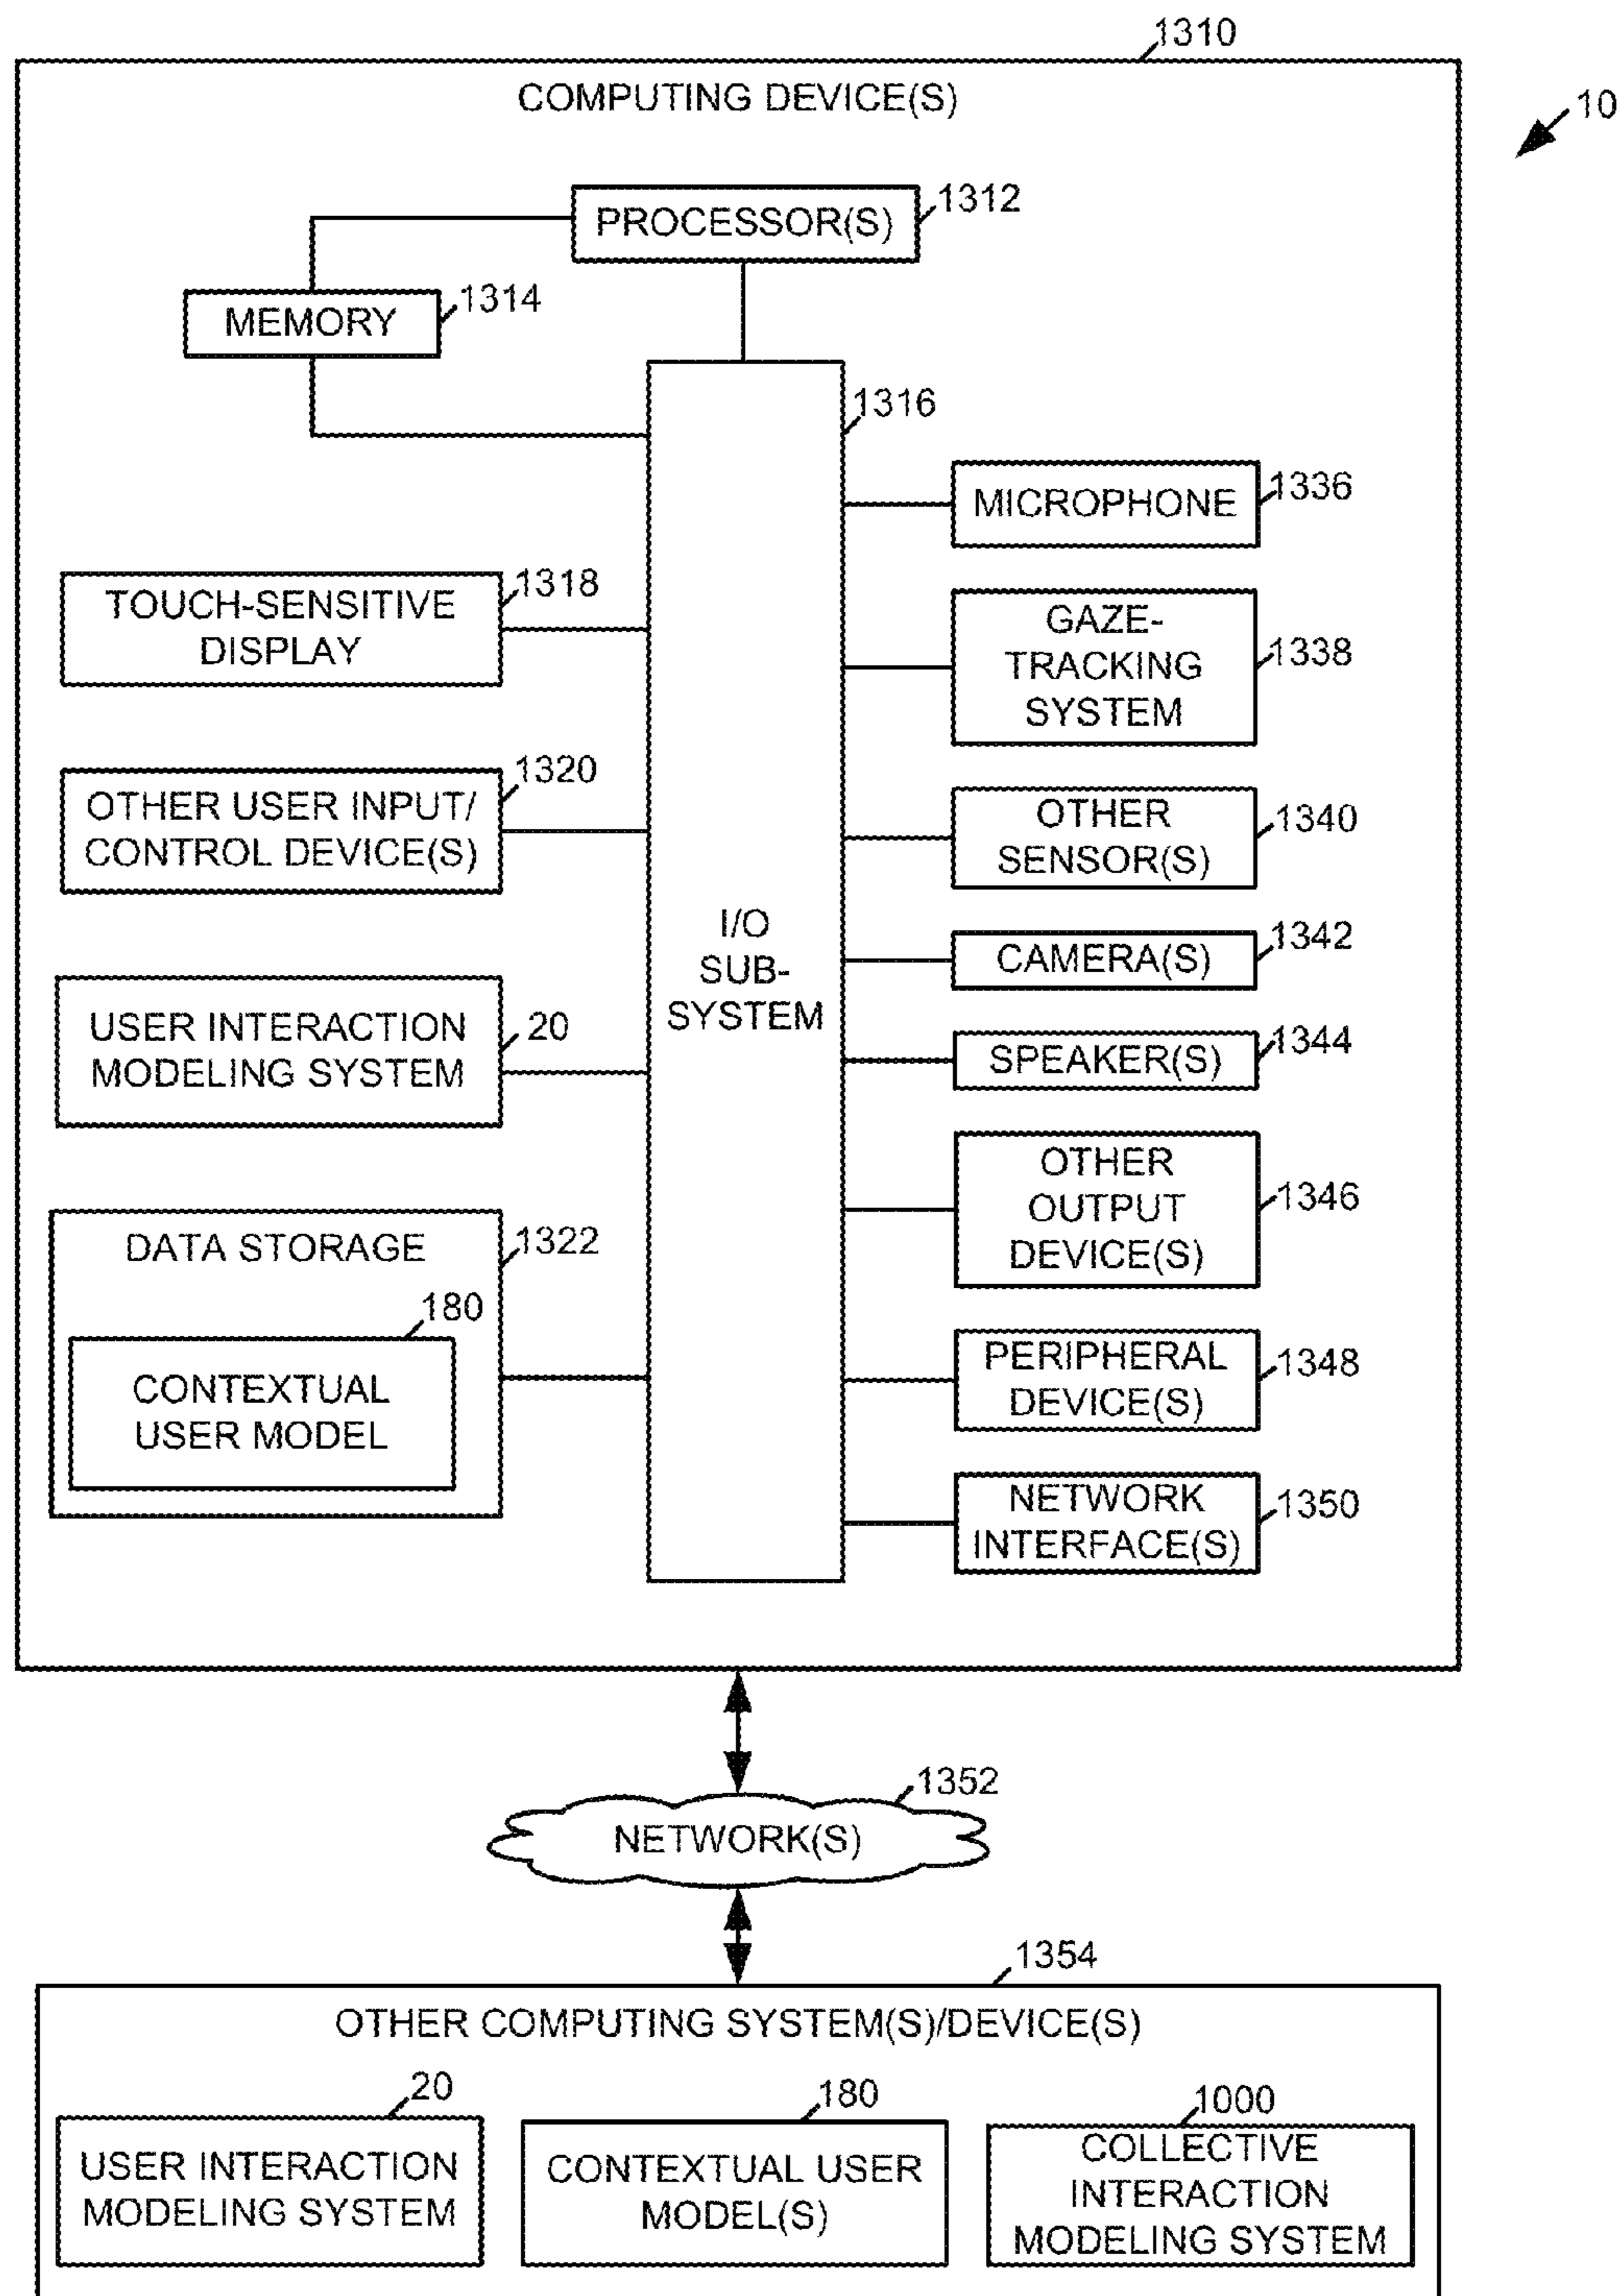 1310
COMPUTING DEVICE(S)
10
PROCESSOR(S)
1312
MEMORY
1314
1316
I/O
SUB-
SYSTEM
TOUCH-SENSITIVE
DISPLAY
1318
OTHER USER INPUT/
CONTROL DEVICE(S)
1320
USER INTERACTION
MODELING SYSTEM
20
DATA STORAGE
1322
180
CONTEXTUAL
USER MODEL
MICROPHONE
1336
GAZE-
TRACKING
SYSTEM
1338
OTHER
SENSOR(S)
1340
CAMERA(S)
1342
SPEAKER(S)
1344
OTHER
OUTPUT
DEVICE(S)
1346
PERIPHERAL
DEVICE(S)
1348
NETWORK
INTERFACE(S)
1350
1352
NETWORK(S)
1354
OTHER COMPUTING SYSTEM(S)/DEVICE(S)
20
USER INTERACTION
MODELING SYSTEM
180
CONTEXTUAL USER
MODEL(S)
1000
COLLECTIVE
INTERACTION
MODELING SYSTEM